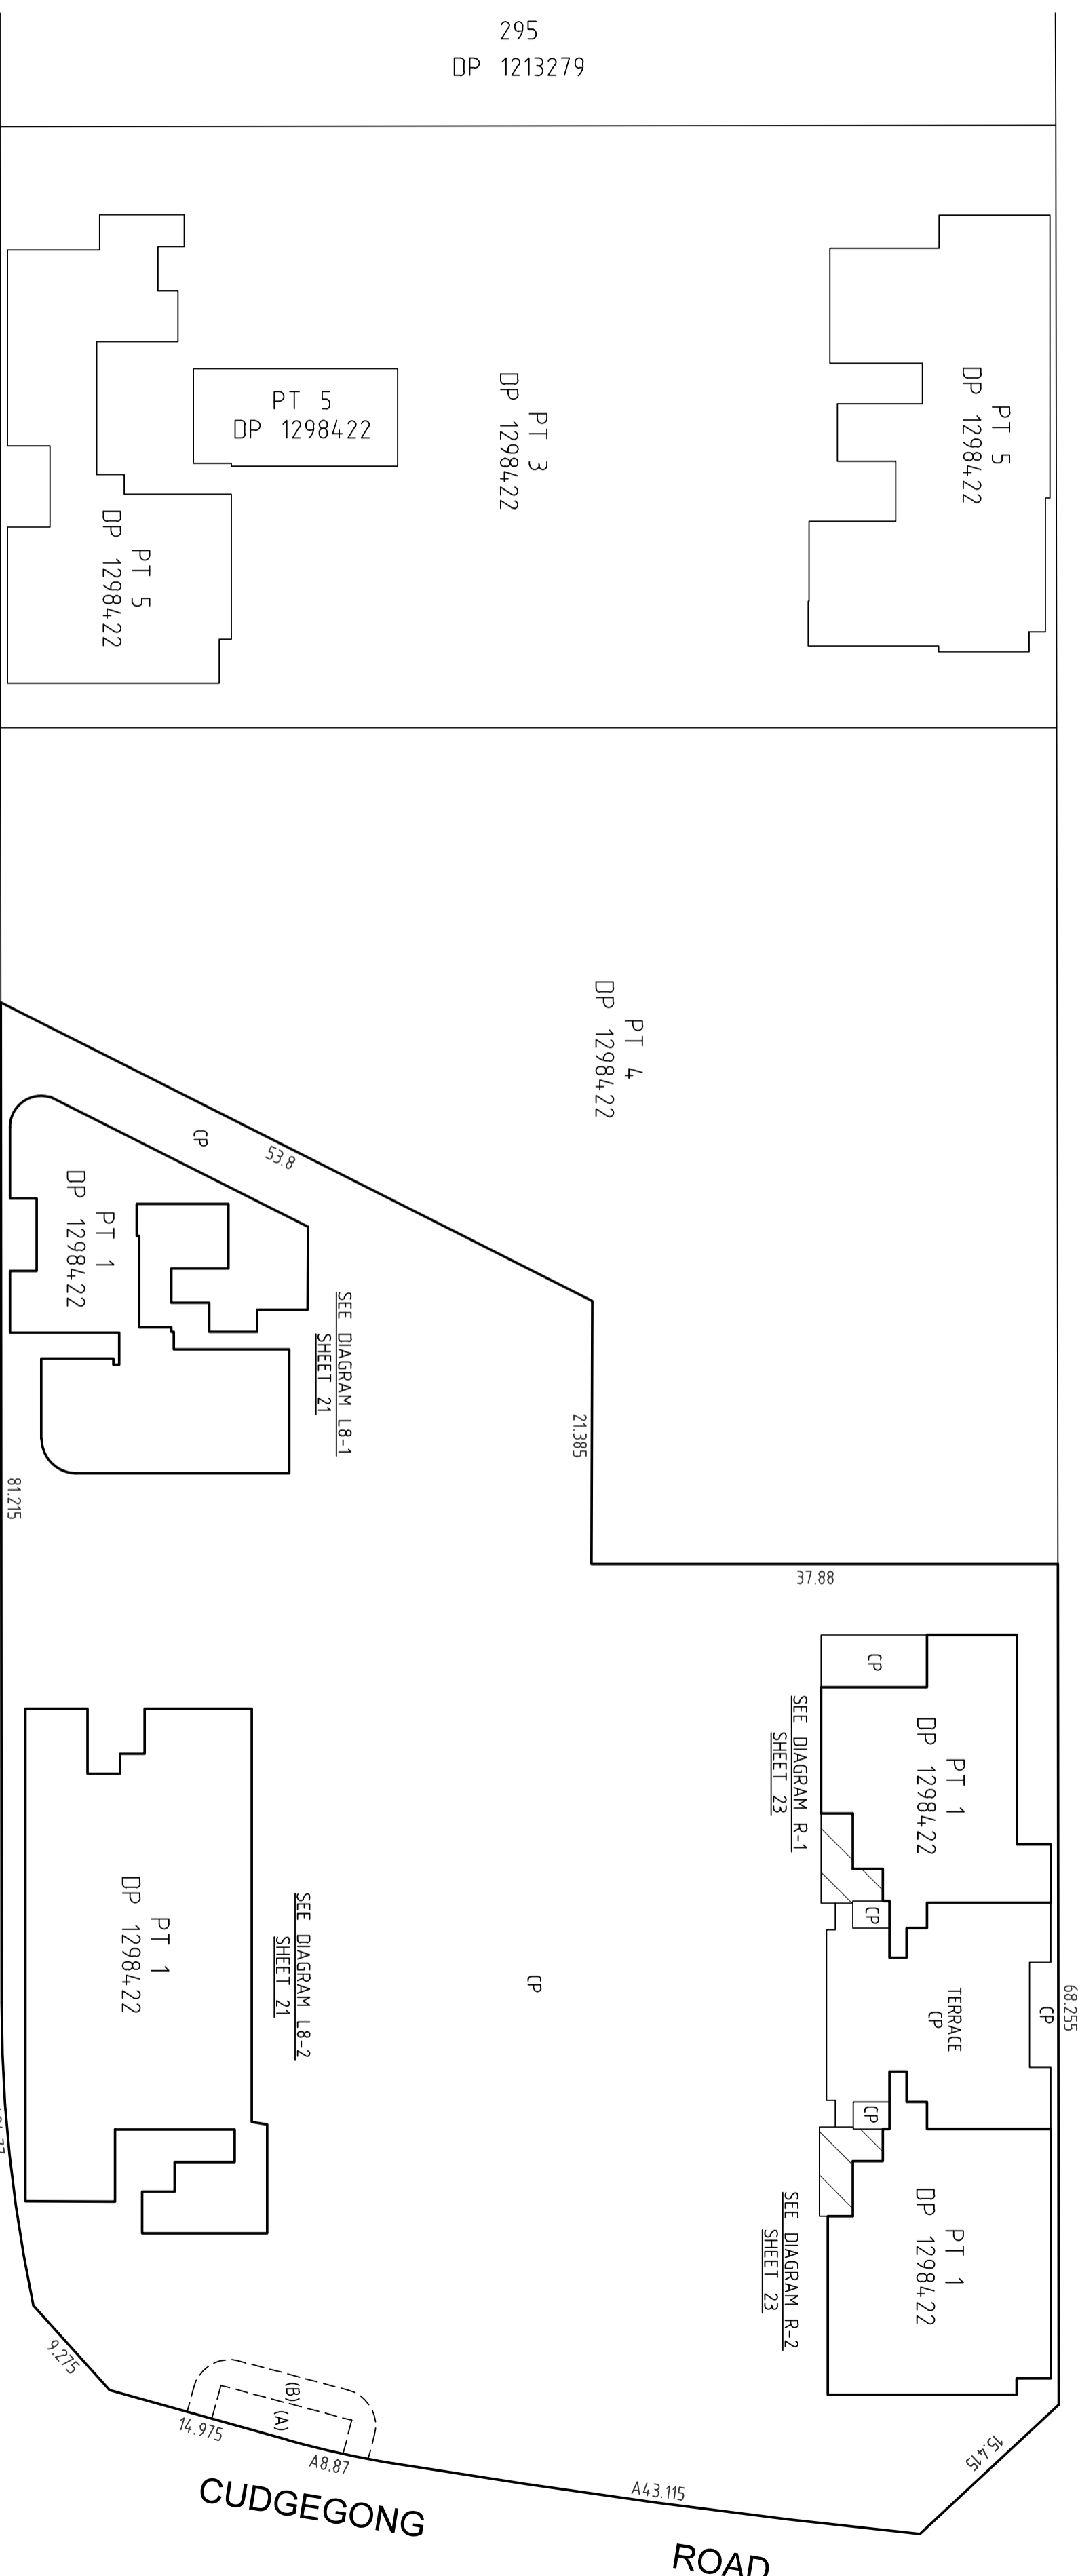 295
DP 1213279
PT 5
DP 1298422
PT 3
DP 1298422
PT 5
DP 1298422
PT 5
DP 1298422
PT 4
DP 1298422
CP
53.8
PT 1
DP 1298422
SEE DIAGRAM L8-1
SHEET 21
21.385
81.215
37.88
CP
SEE DIAGRAM R-1
SHEET 23
PT 1
DP 1298422
CP
TERRACE
CP
CP
68.255
CP
CP
SEE DIAGRAM L8-2
SHEET 21
PT 1
DP 1298422
SEE DIAGRAM R-2
SHEET 23
PT 1
DP 1298422
9.275
(B)
(A)
14.975
A8.87
A43.115
15.415
CUDGEGONG
ROAD